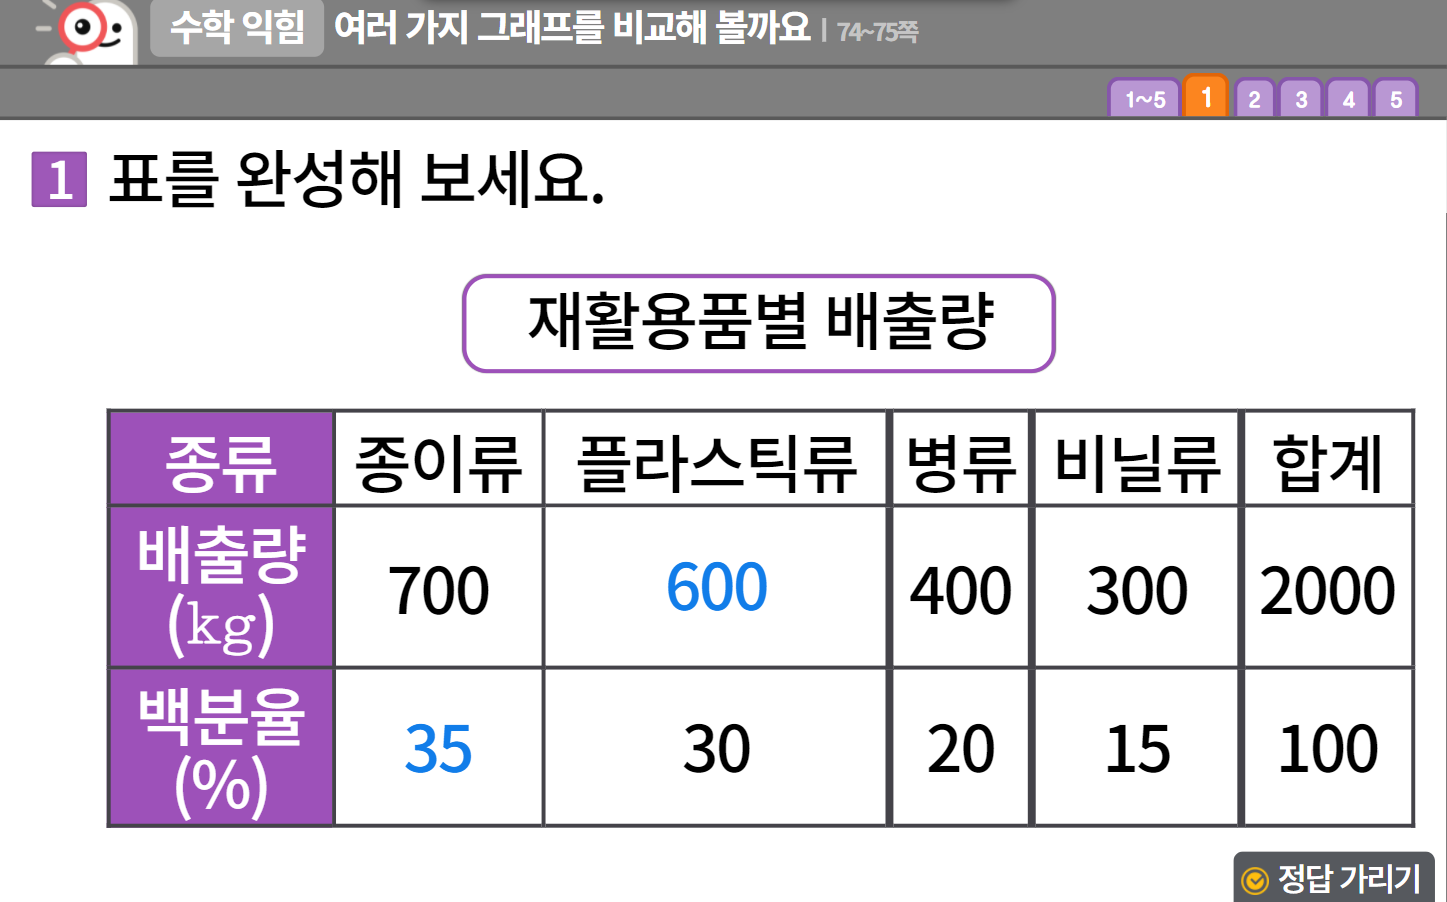 수학 익힘 여러 가지 그래프를 비교해 볼까요 | 74~75쪽
1~5 1 2 3 4 5
1 표를 완성해 보세요.
재활용품별 배출량
종류 종이류 플라스틱류 병류 비닐류 합계
배출량
(kg) 700 600 400 300 2000
백분율
(%) 35 30 20 15 100
정답 가리기